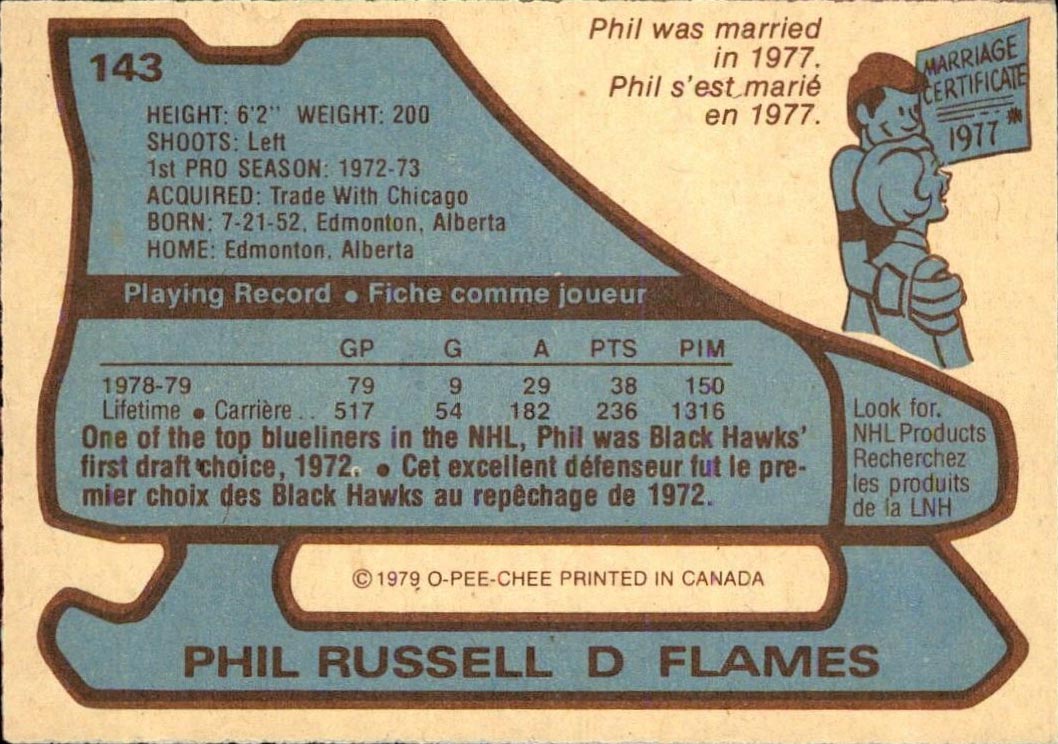 143
Phil was married
in 1977.
Phil s'est marié
en 1977.
MARRIAGE
CERTIFICATE
1977
HEIGHT: 6'2" WEIGHT: 200
SHOOTS: Left
1st PRO SEASON: 1972-73
ACQUIRED: Trade With Chicago
BORN: 7-21-52, Edmonton, Alberta
HOME: Edmonton, Alberta
Playing Record • Fiche comme joueur
GP G A PTS PIM
1978-79 79 9 29 38 150
Lifetime • Carrière .. 517 54 182 236 1316
One of the top blueliners in the NHL, Phil was Black Hawks'
first draft choice, 1972. • Cet excellent défenseur fut le pre-
mier choix des Black Hawks au repêchage de 1972.
Look for.
NHL Products
Recherchez
les produits
de la LNH
© 1979 O-PEE-CHEE PRINTED IN CANADA
PHIL RUSSELL D FLAMES